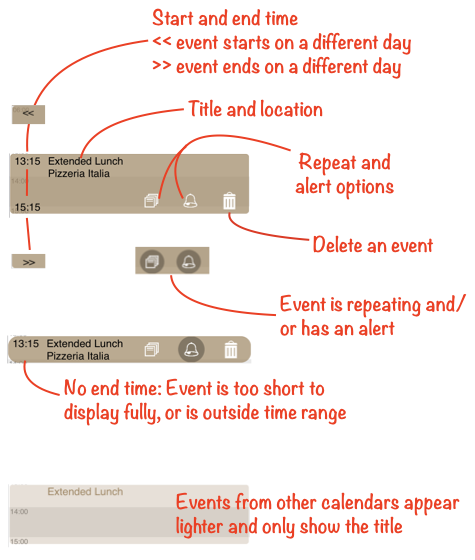 Start and end time
<< event starts on a different day
>> event ends on a different day
<<
Title and location
13:15 Extended Lunch
Pizzeria Italia
14:00
15:15
Repeat and
alert options
Delete an event
>>
Event is repeating and/
or has an alert
13:15 Extended Lunch
Pizzeria Italia
No end time: Event is too short to
display fully, or is outside time range
Extended Lunch
Events from other calendars appear
14:00
lighter and only show the title
15:00